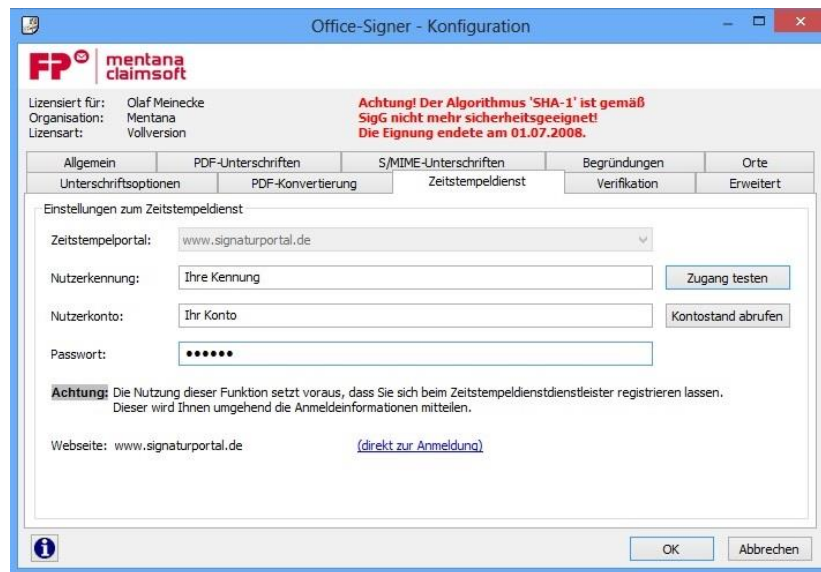 Office-Signer - Konfiguration
FP mentana
claimsoft
Lizensiert für: Olaf Meinecke
Organisation: Mentana
Lizensart: Vollversion
Achtung! Der Algorithmus 'SHA-1' ist gemäß
SigG nicht mehr sicherheitsgeeignet!
Die Eignung endete am 01.07.2008.
Allgemein PDF-Unterschriften S/MIME-Unterschriften Begründungen Orte
Unterschriftsoptionen PDF-Konvertierung Zeitstempeldienst Verifikation Erweitert
Einstellungen zum Zeitstempeldienst
Zeitstempelportal: www.signaturportal.de
Nutzerkennung: Ihre Kennung Zugang testen
Nutzerkonto: Ihr Konto Kontostand abrufen
Passwort: ••••••
Achtung: Die Nutzung dieser Funktion setzt voraus, dass Sie sich beim Zeitstempeldienstdienstleister registrieren lassen.
Dieser wird Ihnen umgehend die Anmeldeinformationen mitteilen.
Webseite: www.signaturportal.de (direkt zur Anmeldung)
OK Abbrechen